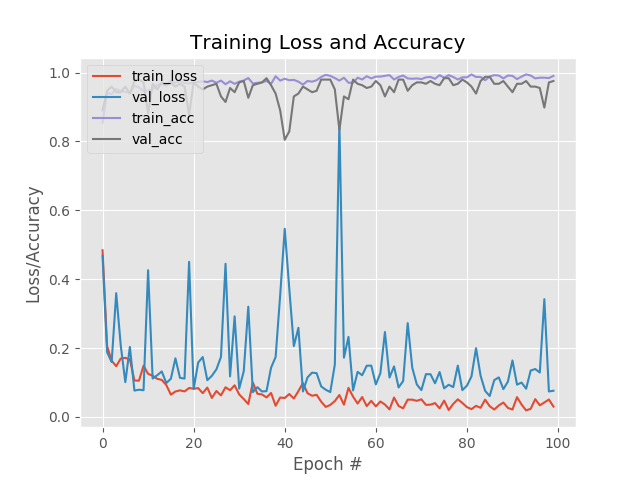 Training Loss and Accuracy
train_loss
val_loss
train_acc
val_acc
1.0
0.8
0.6
0.4
0.2
0.0
Loss/Accuracy
0 20 40 60 80 100
Epoch #